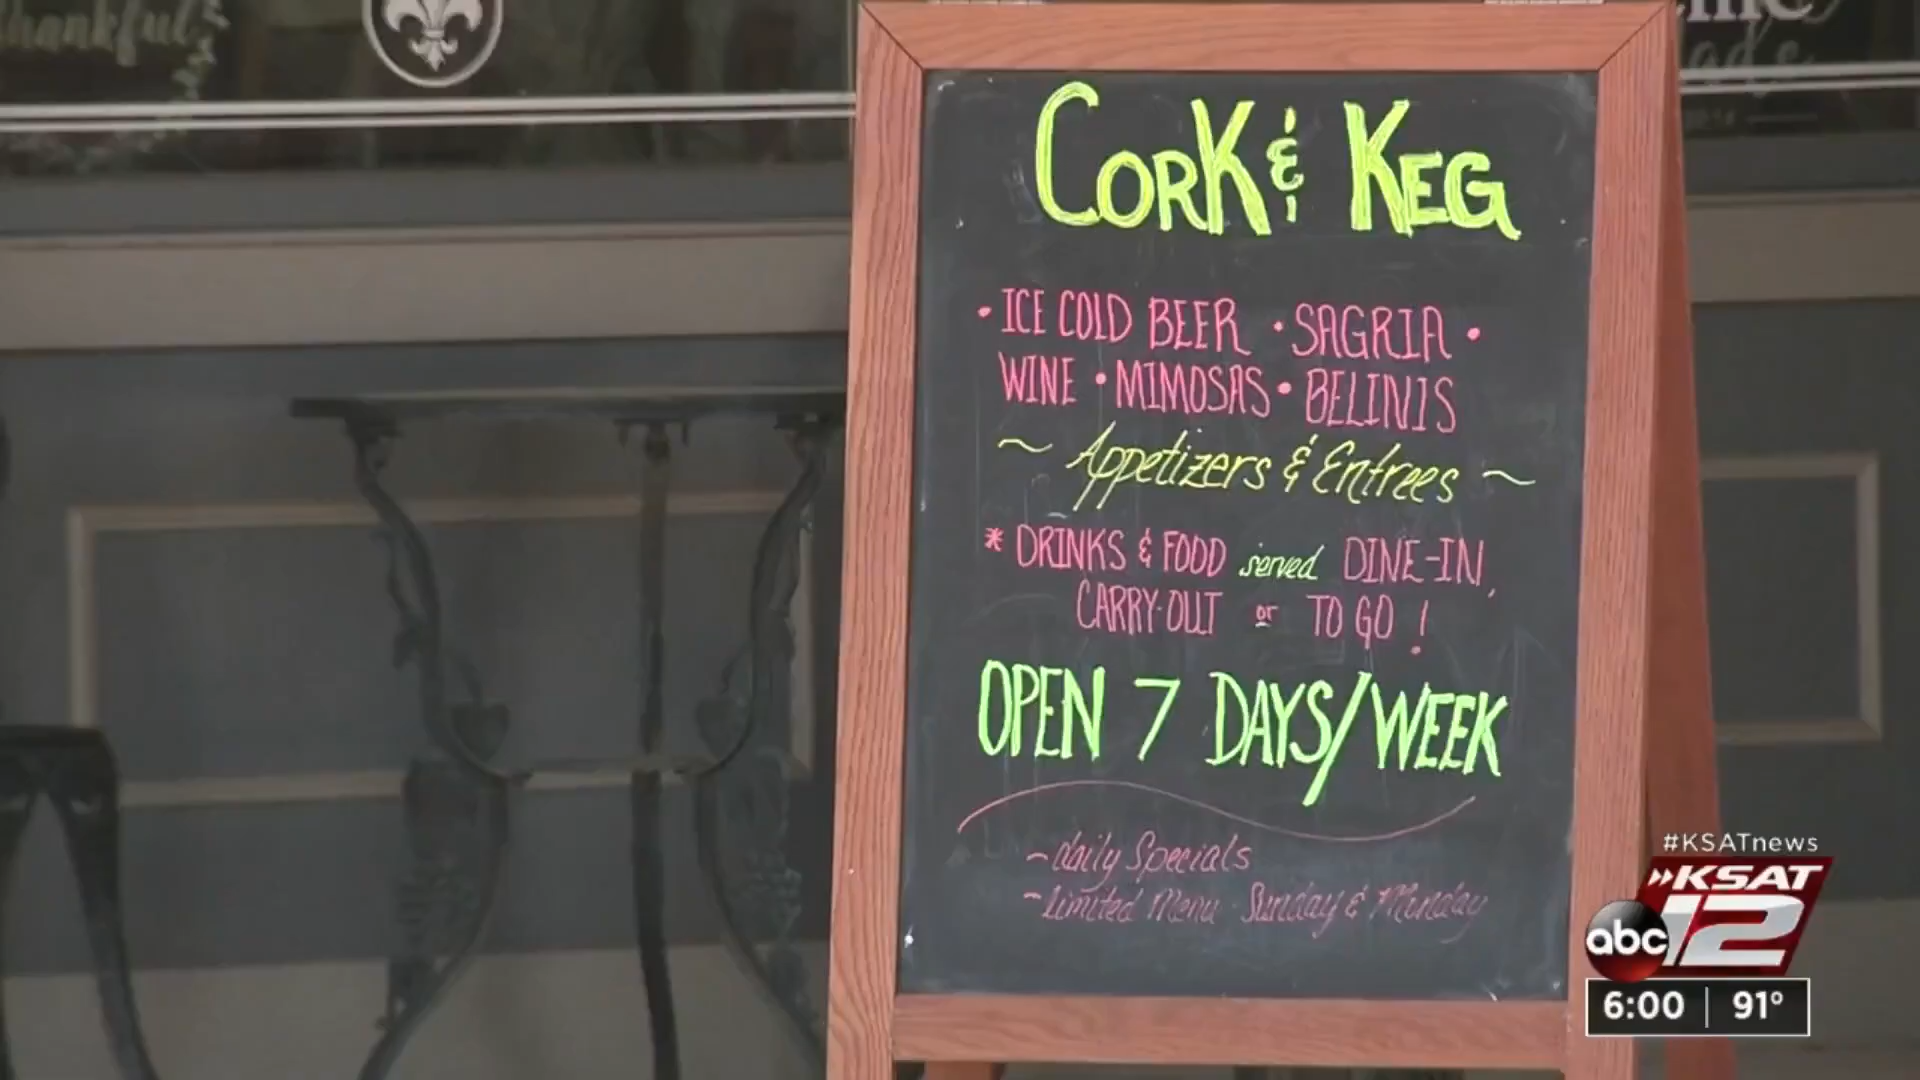 thankful
CORK & KEG
• ICE COLD BEER • SAGRIA •
WINE • MIMOSAS • BELINIS
~ Appetizers & Entrees ~
* DRINKS & FOOD served DINE-IN,
CARRY-OUT or TO GO !
OPEN 7 DAYS/WEEK
~ daily Specials
~ Limited Menu - Sunday & Monday
#KSATnews
KSAT
abc 12
6:00 | 91°